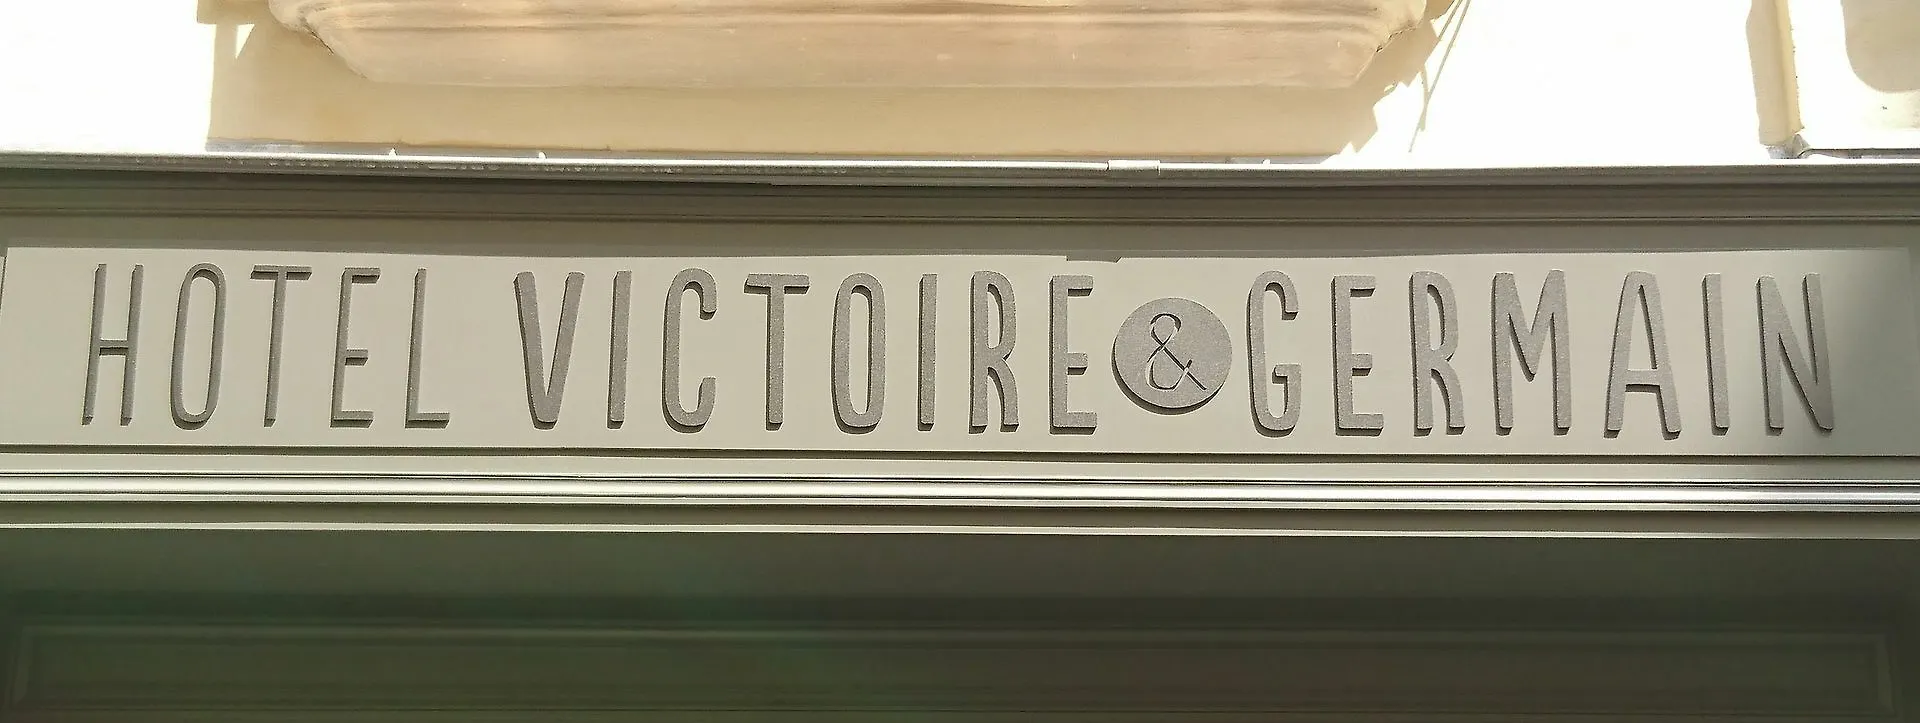 HOTEL VICTOIRE & GERMAIN